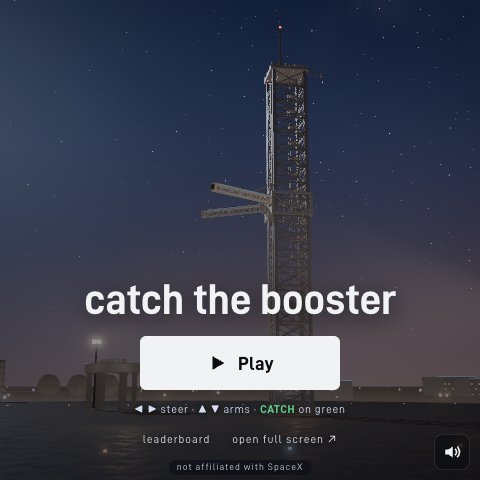 catch the booster
▶ Play
◀ ▶ steer · ▲ ▼ arms · CATCH on green
leaderboard open full screen ↗
not affiliated with SpaceX